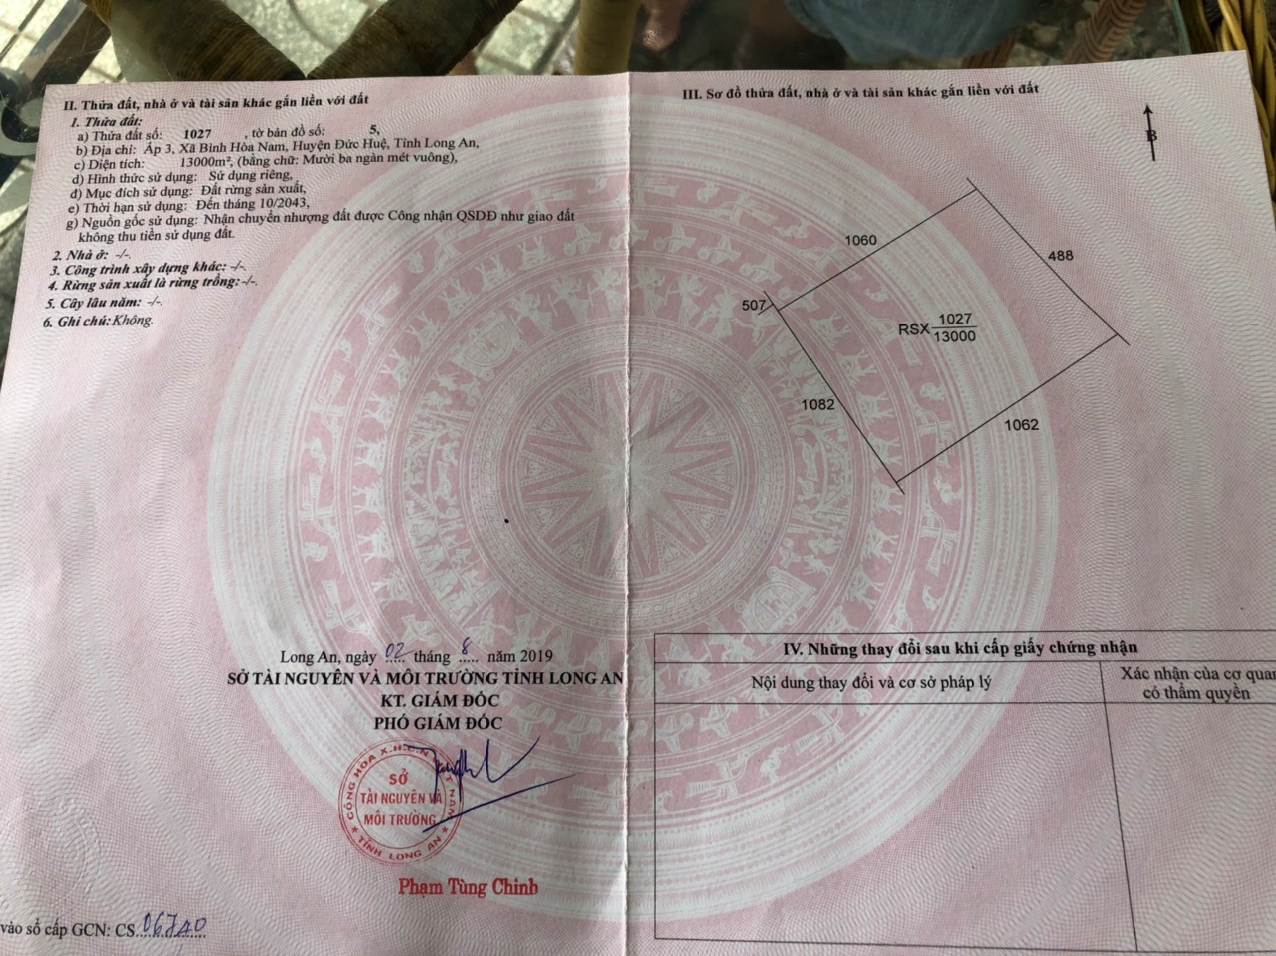 II. Thửa đất, nhà ở và tài sản khác gắn liền với đất
1. Thửa đất:
a) Thửa đất số: 1027 , tờ bản đồ số: 5,
b) Địa chỉ: Ấp 3, Xã Bình Hòa Nam, Huyện Đức Huệ, Tỉnh Long An,
c) Diện tích: 13000m², (bằng chữ: Mười ba ngàn mét vuông),
d) Hình thức sử dụng: Sử dụng riêng,
đ) Mục đích sử dụng: Đất rừng sản xuất,
e) Thời hạn sử dụng: Đến tháng 10/2043,
g) Nguồn gốc sử dụng: Nhận chuyển nhượng đất được Công nhận QSDĐ như giao đất
không thu tiền sử dụng đất.
2. Nhà ở: -/-.
3. Công trình xây dựng khác: -/-.
4. Rừng sản xuất là rừng trồng:-/-.
5. Cây lâu năm: -/-.
6. Ghi chú: Không.
Long An, ngày 02 tháng 8 năm 2019
SỞ TÀI NGUYÊN VÀ MÔI TRƯỜNG TỈNH LONG AN
KT. GIÁM ĐỐC
PHÓ GIÁM ĐỐC
CỘNG HÒA X.H.C.N VIỆT NAM
SỞ
TÀI NGUYÊN VÀ
MÔI TRƯỜNG
★ TỈNH LONG AN ★
Phạm Tùng Chinh
vào sổ cấp GCN: CS 06740
III. Sơ đồ thửa đất, nhà ở và tài sản khác gắn liền với đất
B
1060
488
507
RSX 1027
13000
1082
1062
IV. Những thay đổi sau khi cấp giấy chứng nhận
Nội dung thay đổi và cơ sở pháp lý
Xác nhận của cơ quan
có thẩm quyền